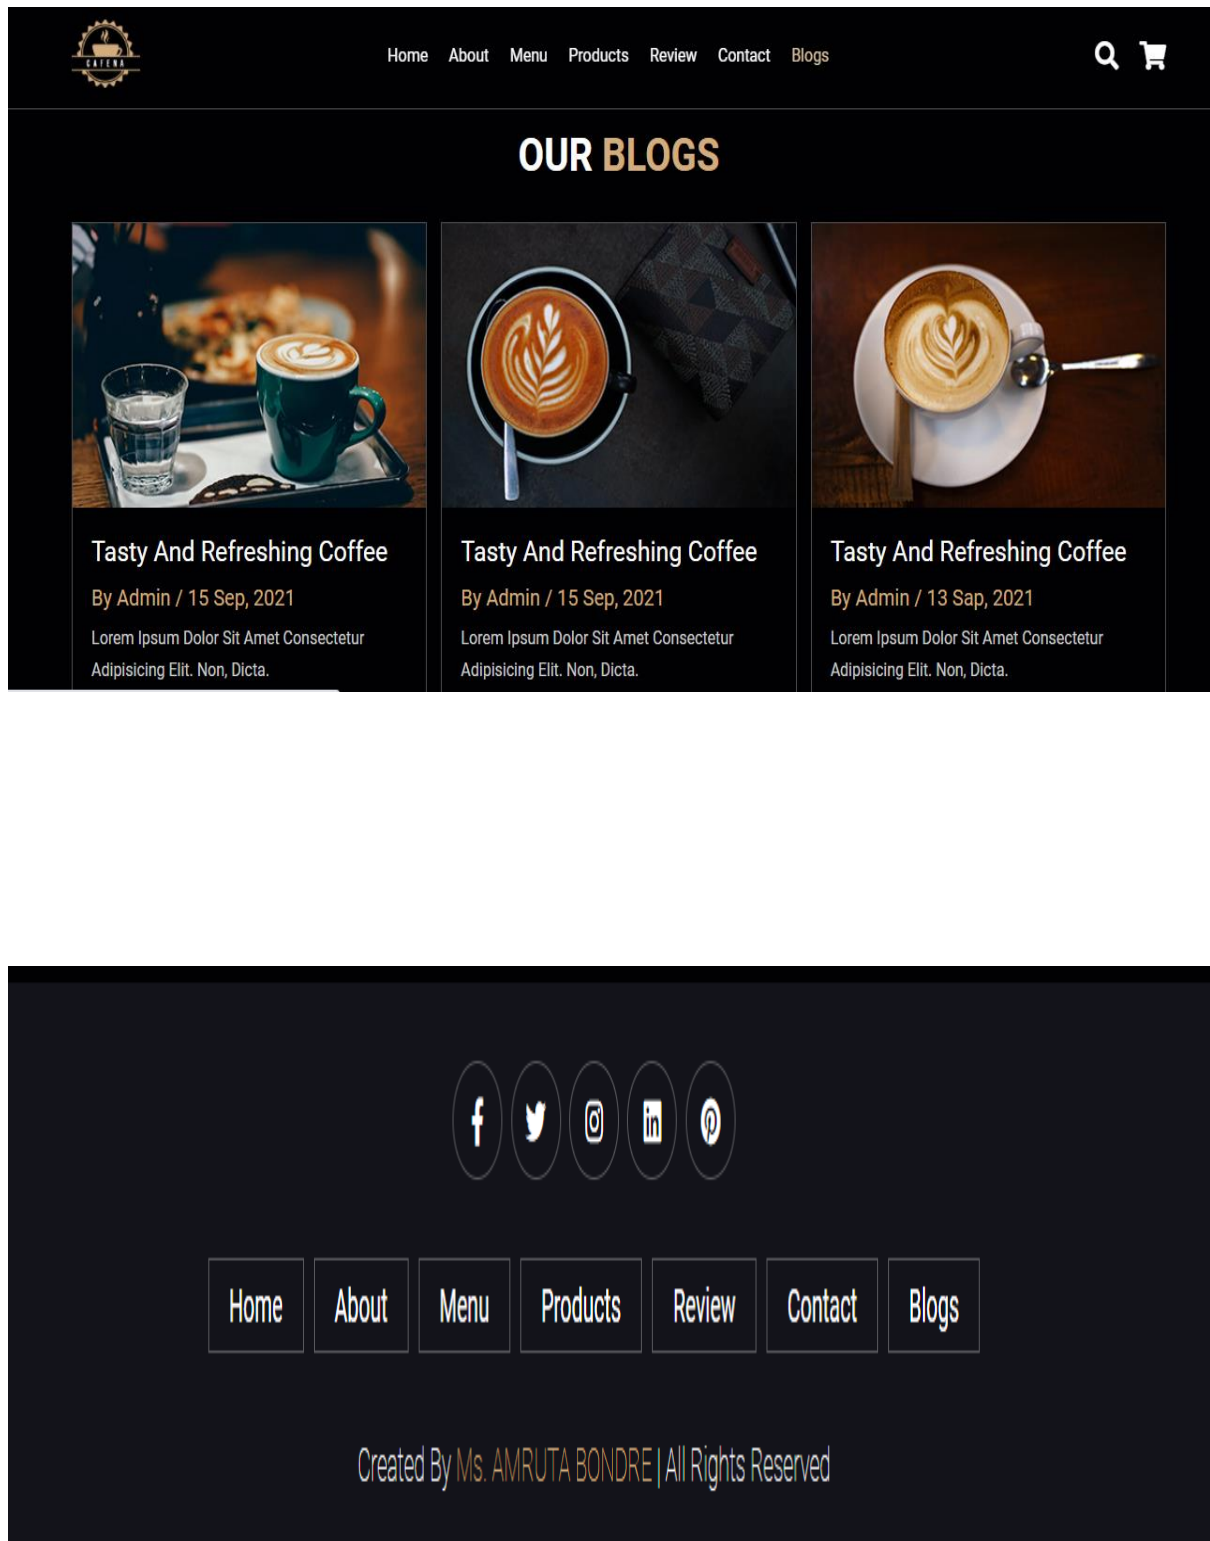 CAFENA
Home About Menu Products Review Contact Blogs
OUR BLOGS
Tasty And Refreshing Coffee
By Admin / 15 Sep, 2021
Lorem Ipsum Dolor Sit Amet Consectetur
Adipisicing Elit. Non, Dicta.
Tasty And Refreshing Coffee
By Admin / 15 Sep, 2021
Lorem Ipsum Dolor Sit Amet Consectetur
Adipisicing Elit. Non, Dicta.
Tasty And Refreshing Coffee
By Admin / 13 Sap, 2021
Lorem Ipsum Dolor Sit Amet Consectetur
Adipisicing Elit. Non, Dicta.
Home About Menu Products Review Contact Blogs
Created By Ms. AMRUTA BONDRE | All Rights Reserved